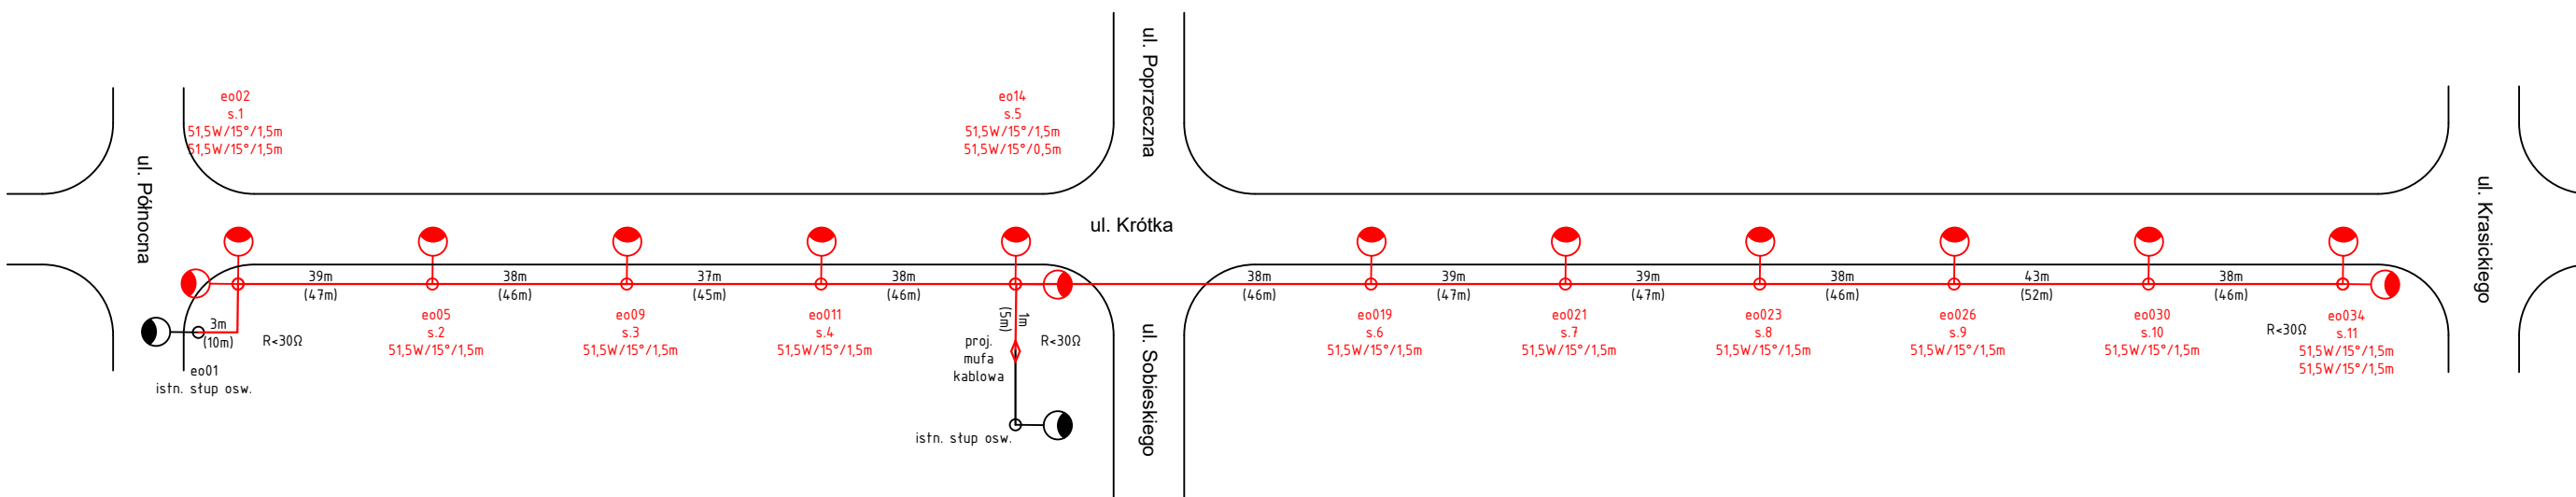 eo02
s.1
51,5W/15°/1,5m
51,5W/15°/1,5m
eo14
s.5
51,5W/15°/1,5m
51,5W/15°/0,5m
ul. Poprzeczna
ul. Północna
ul. Krótka
ul. Krasickiego
39m
(47m)
38m
(46m)
37m
(45m)
38m
(46m)
38m
(46m)
39m
(47m)
39m
(47m)
38m
(46m)
43m
(52m)
38m
(46m)
3m
(10m)
R<30Ω
eo01
istn. słup osw.
eo05
s.2
51,5W/15°/1,5m
eo09
s.3
51,5W/15°/1,5m
eo011
s.4
51,5W/15°/1,5m
1m
(5m)
proj.
mufa
kablowa
R<30Ω
istn. słup osw.
ul. Sobieskiego
eo019
s.6
51,5W/15°/1,5m
eo021
s.7
51,5W/15°/1,5m
eo023
s.8
51,5W/15°/1,5m
eo026
s.9
51,5W/15°/1,5m
eo030
s.10
51,5W/15°/1,5m
R<30Ω
eo034
s.11
51,5W/15°/1,5m
51,5W/15°/1,5m